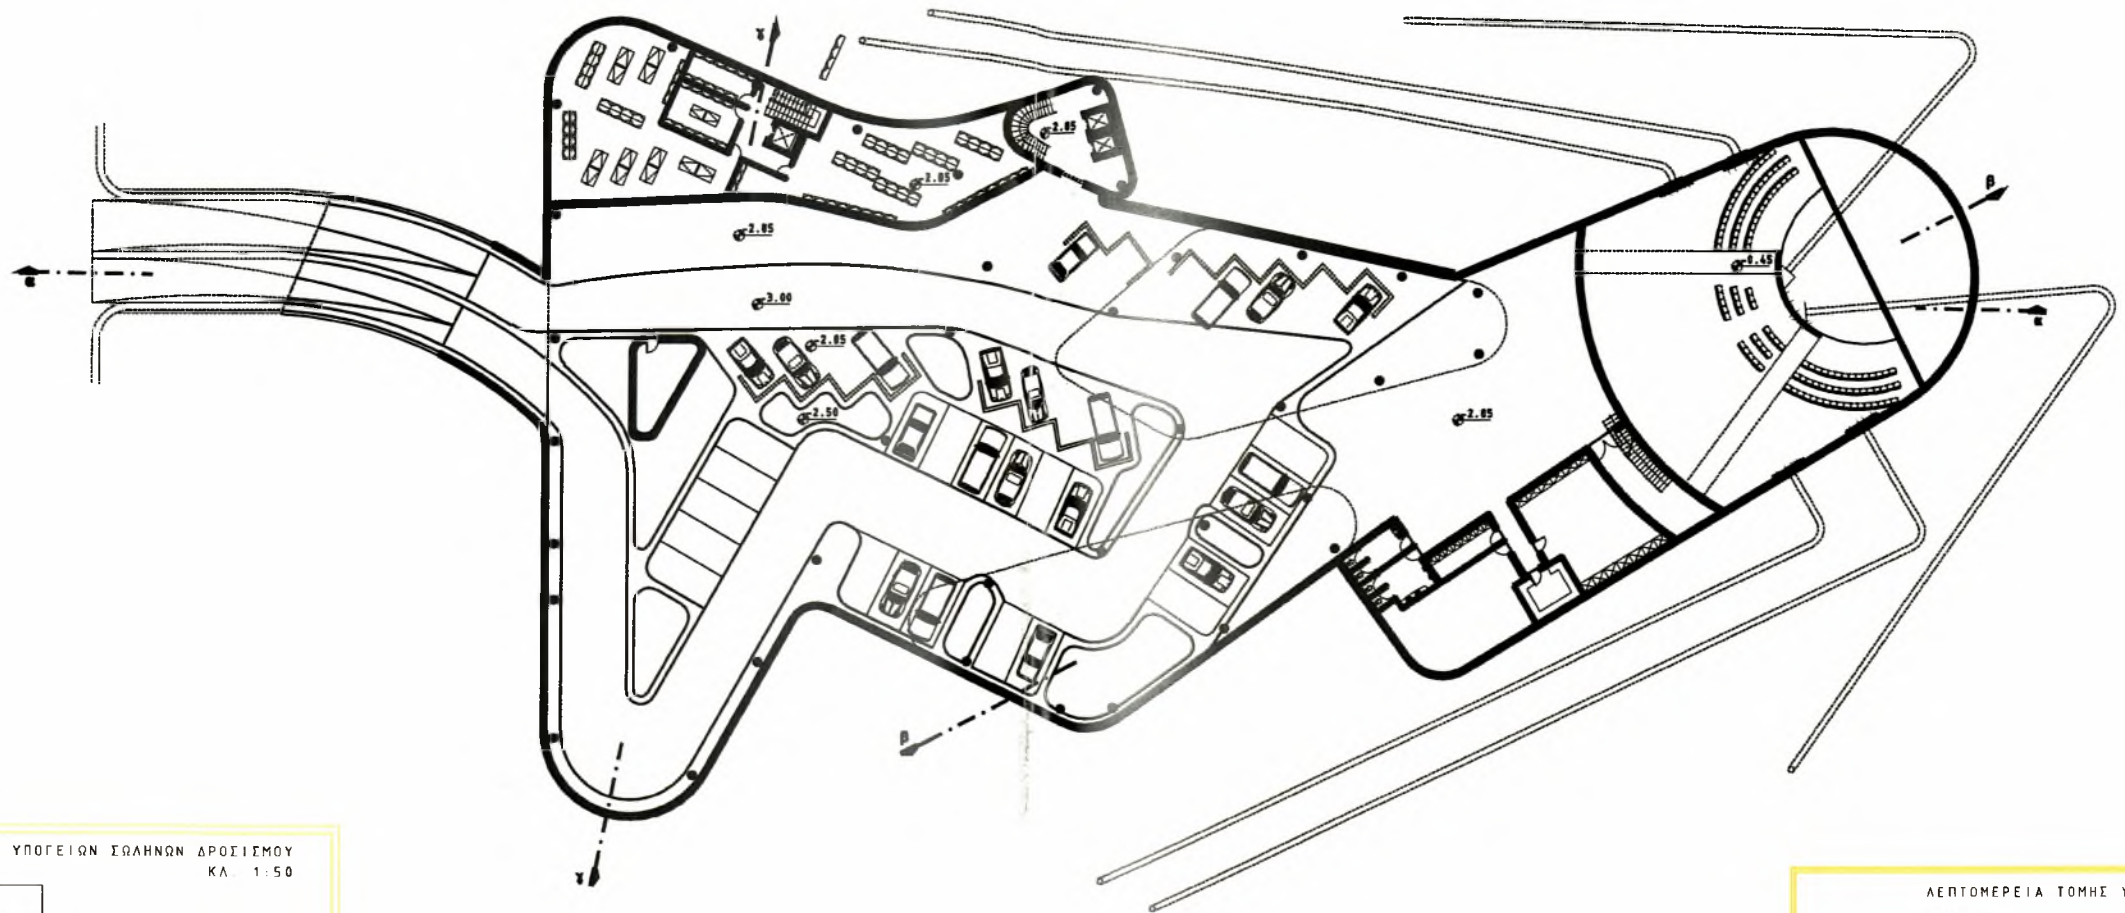 γ
-2.85
β
-2.85
-2.85
-0.45
α
-3.00
α
-2.85
-2.50
-2.85
β
γ
ΥΠΟΓΕΙΩΝ ΣΩΛΗΝΩΝ ΔΡΟΣΙΣΜΟΥ
ΚΛ. 1:50
ΛΕΠΤΟΜΕΡΕΙΑ ΤΟΜΗΣ Υ